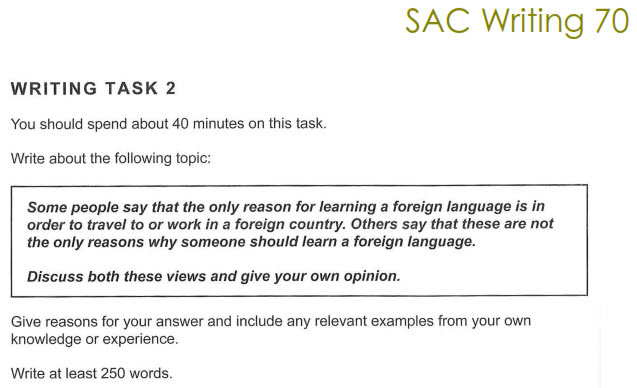 SAC Writing 70
WRITING TASK 2
You should spend about 40 minutes on this task.
Write about the following topic:
Some people say that the only reason for learning a foreign language is in
order to travel to or work in a foreign country. Others say that these are not
the only reasons why someone should learn a foreign language.
Discuss both these views and give your own opinion.
Give reasons for your answer and include any relevant examples from your own
knowledge or experience.
Write at least 250 words.